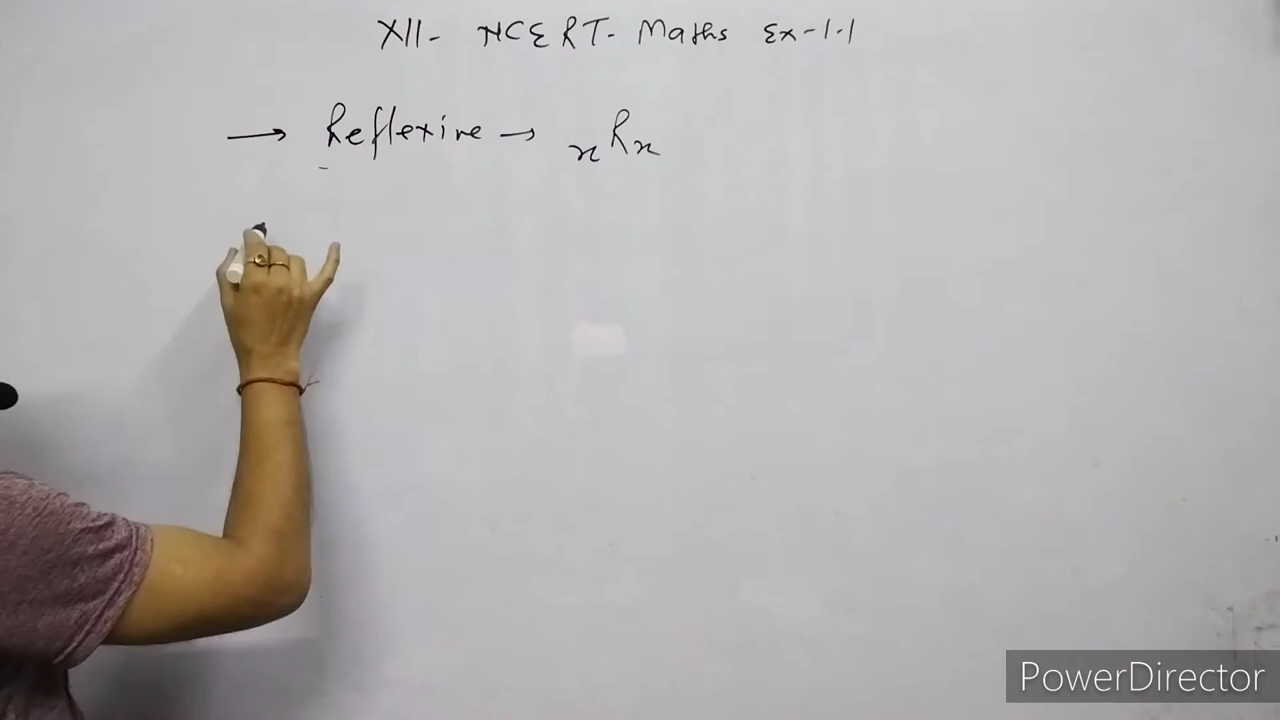 XII- NCERT- Maths Ex-1.1
→ Reflexive → xRx
PowerDirector